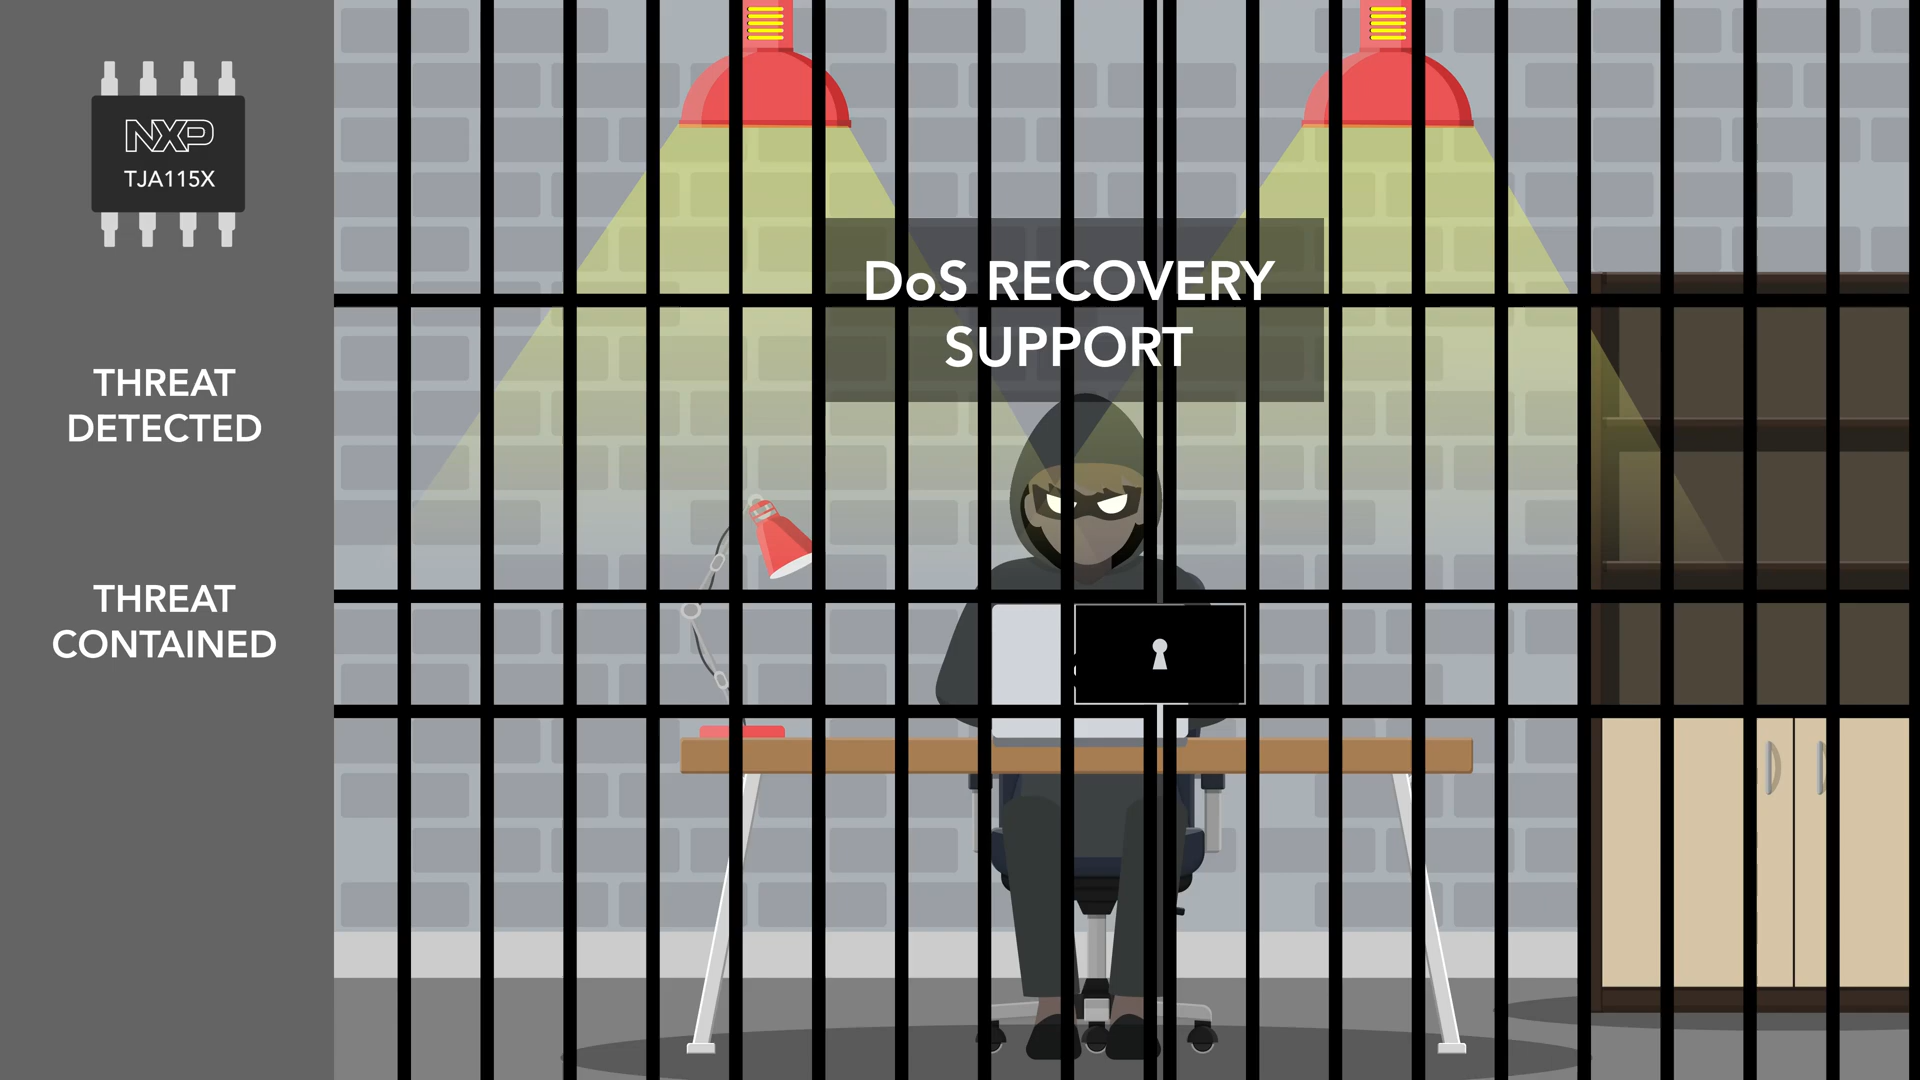 NXP
TJA115X
THREAT
DETECTED
THREAT
CONTAINED
DoS RECOVERY
SUPPORT